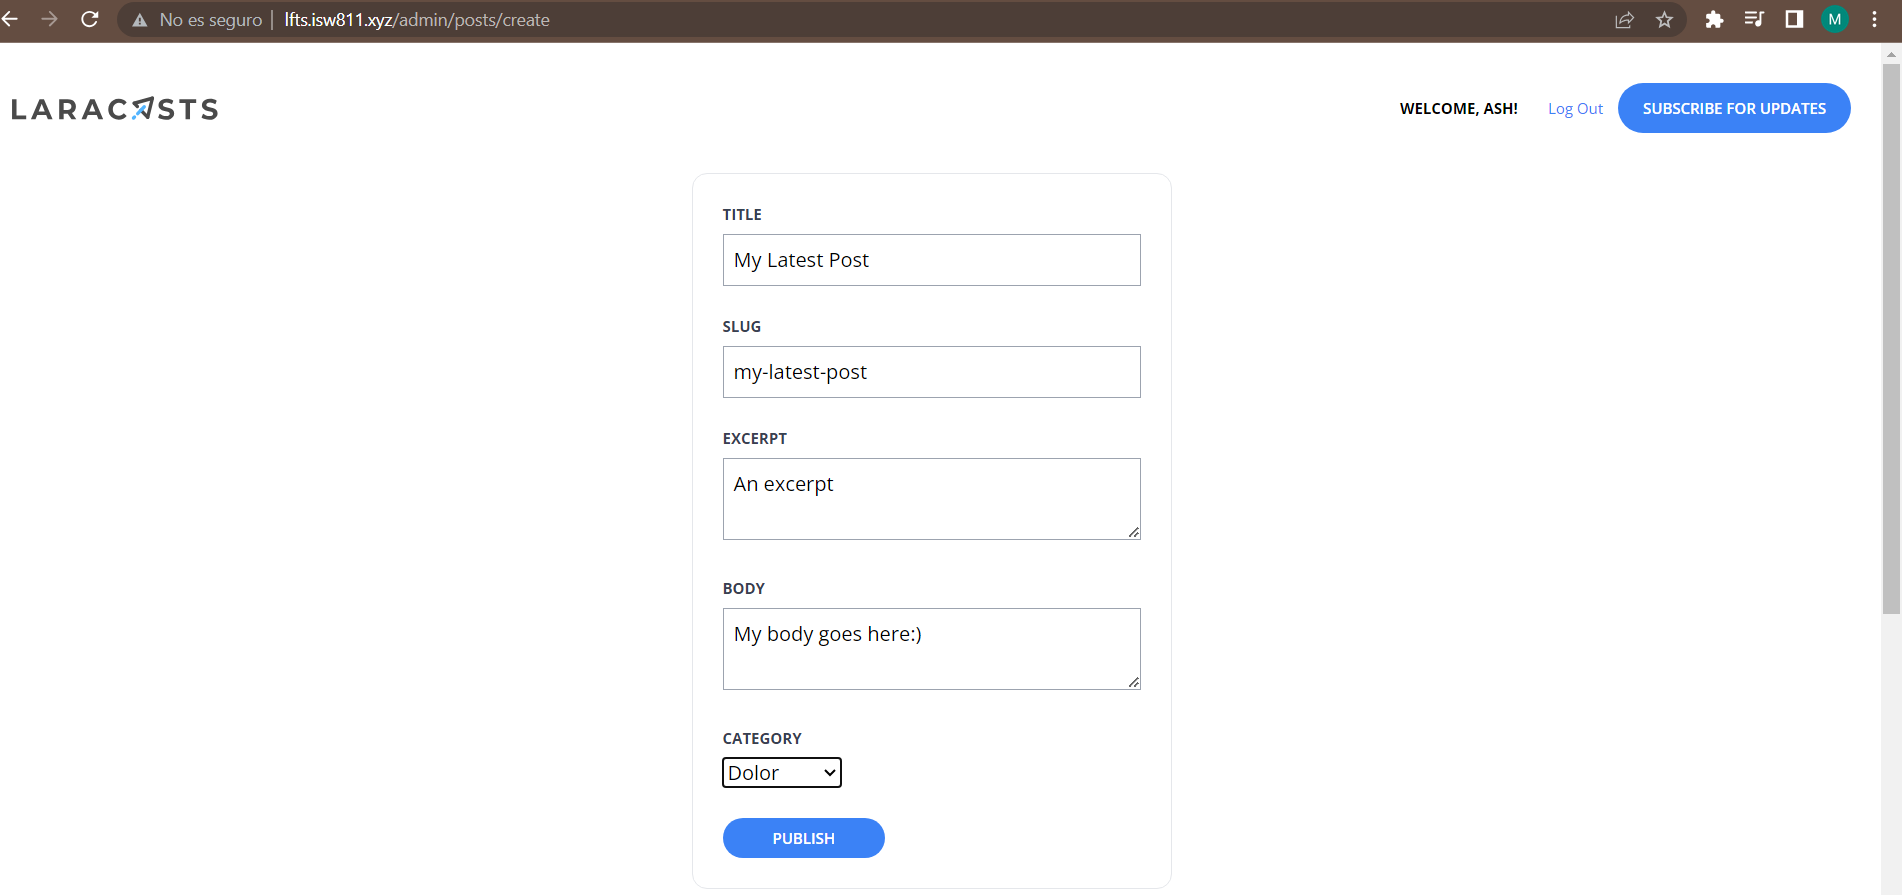 No es seguro | lfts.isw811.xyz/admin/posts/create
M
LARACASTS
WELCOME, ASH! Log Out SUBSCRIBE FOR UPDATES
TITLE
My Latest Post
SLUG
my-latest-post
EXCERPT
An excerpt
BODY
My body goes here:)
CATEGORY
Dolor
PUBLISH